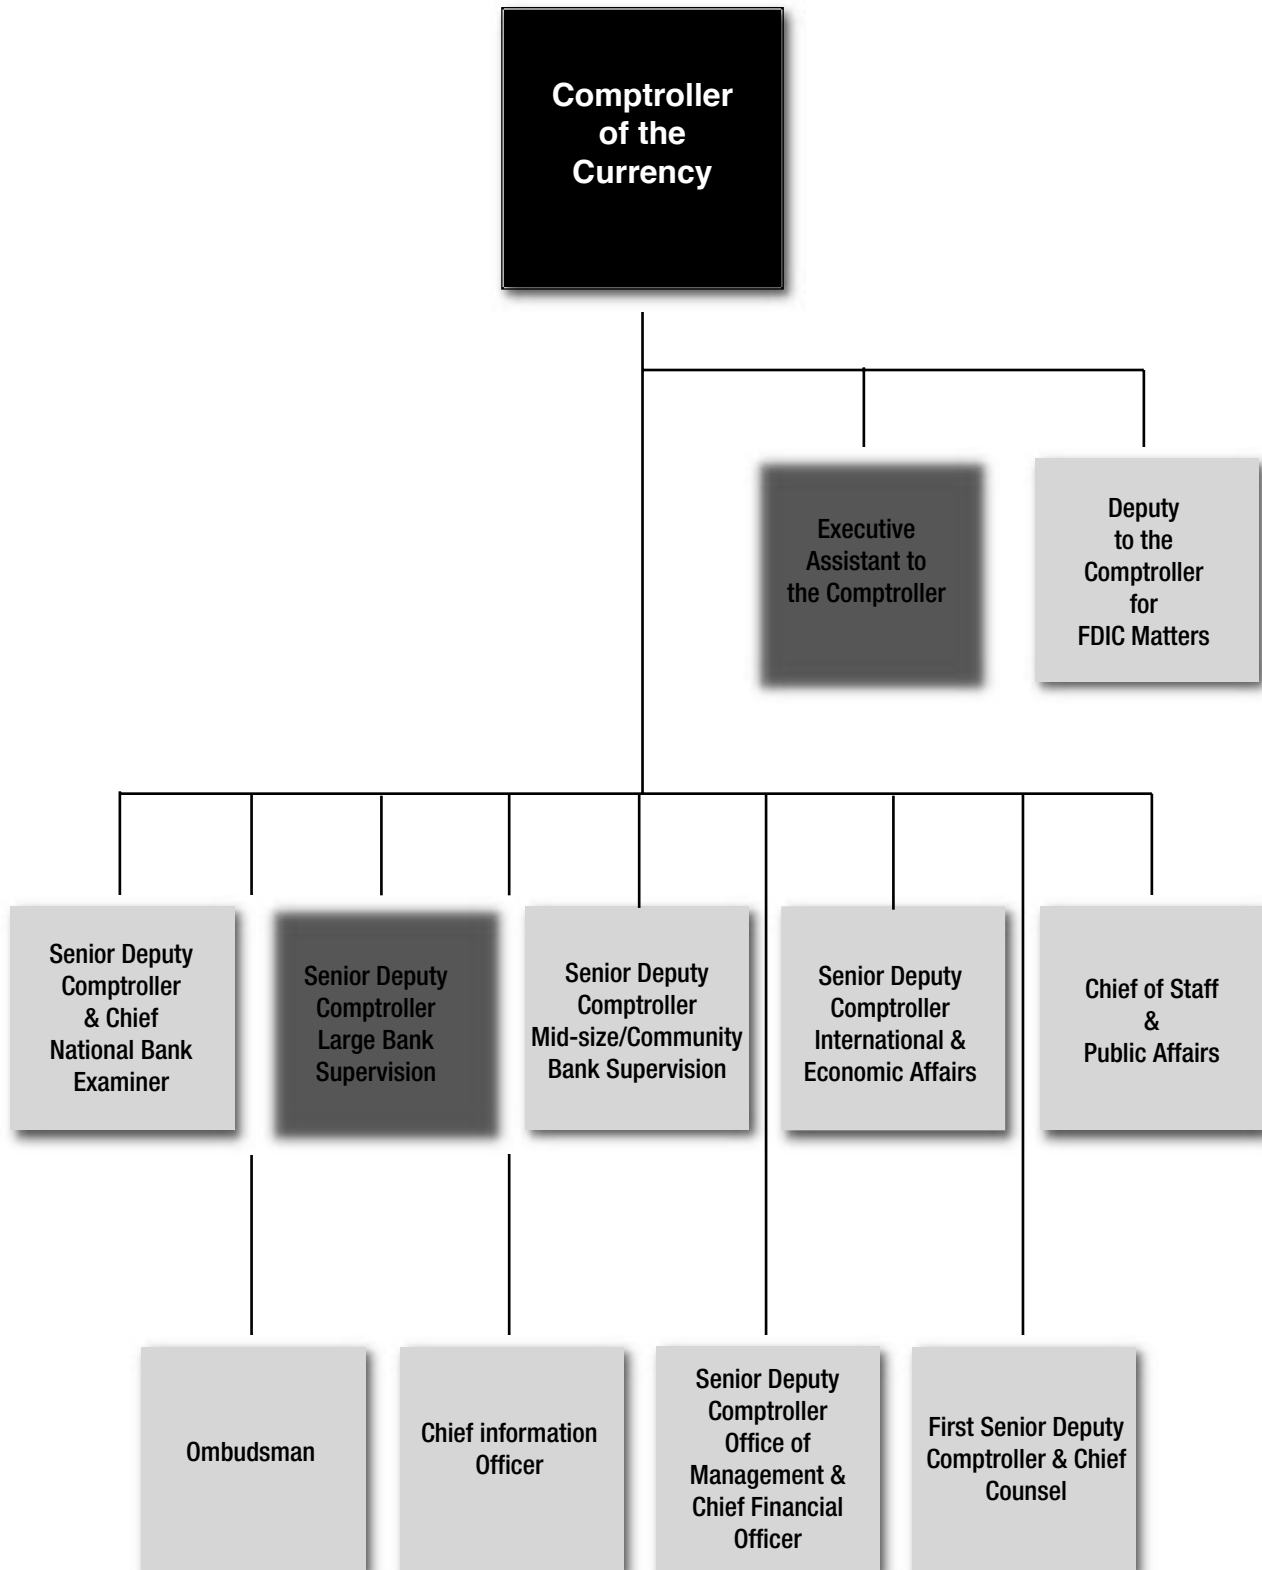 Comptroller
of the
Currency
Executive
Assistant to
the Comptroller
Deputy
to the
Comptroller
for
FDIC Matters
Senior Deputy
Comptroller
& Chief
National Bank
Examiner
Senior Deputy
Comptroller
Large Bank
Supervision
Senior Deputy
Comptroller
Mid-size/Community
Bank Supervision
Senior Deputy
Comptroller
International &
Economic Affairs
Chief of Staff
&
Public Affairs
Ombudsman
Chief information
Officer
Senior Deputy
Comptroller
Office of
Management &
Chief Financial
Officer
First Senior Deputy
Comptroller & Chief
Counsel